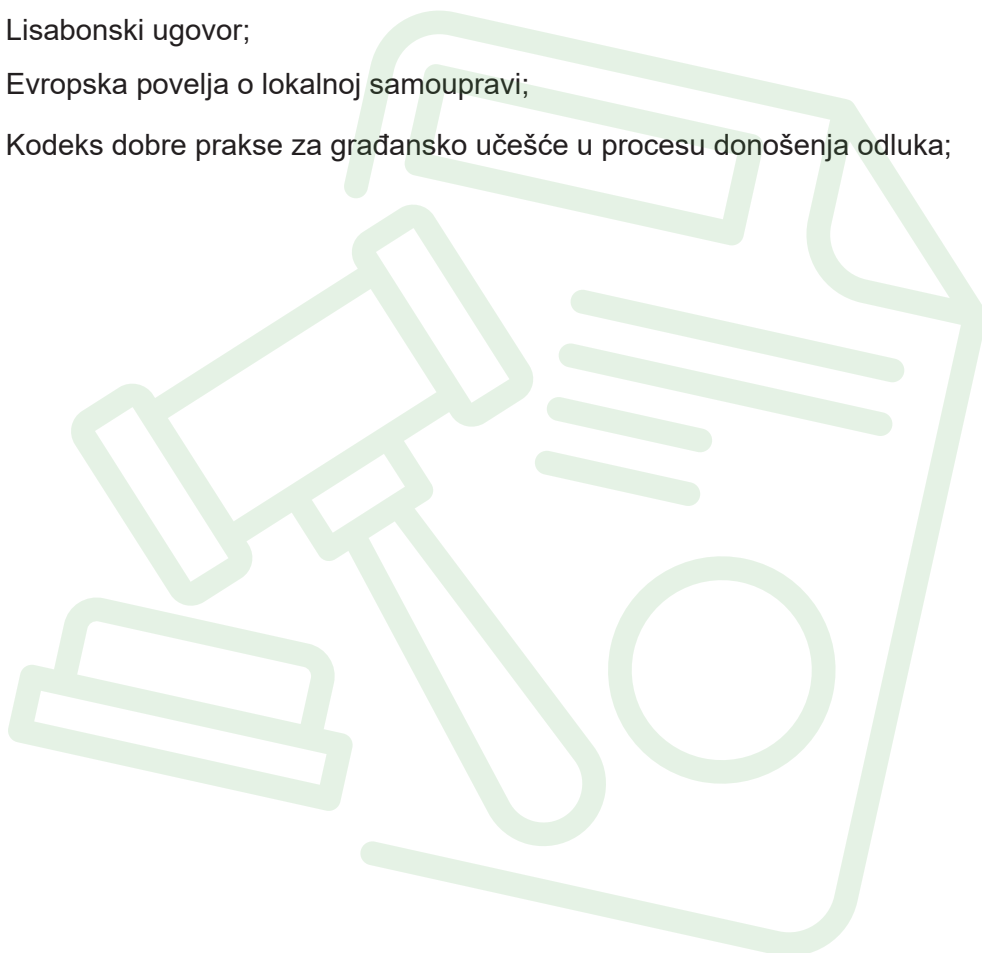 Lisabonski ugovor;
Evropska povelja o lokalnoj samoupravi;
Kodeks dobre prakse za građansko učešće u procesu donošenja odluka;